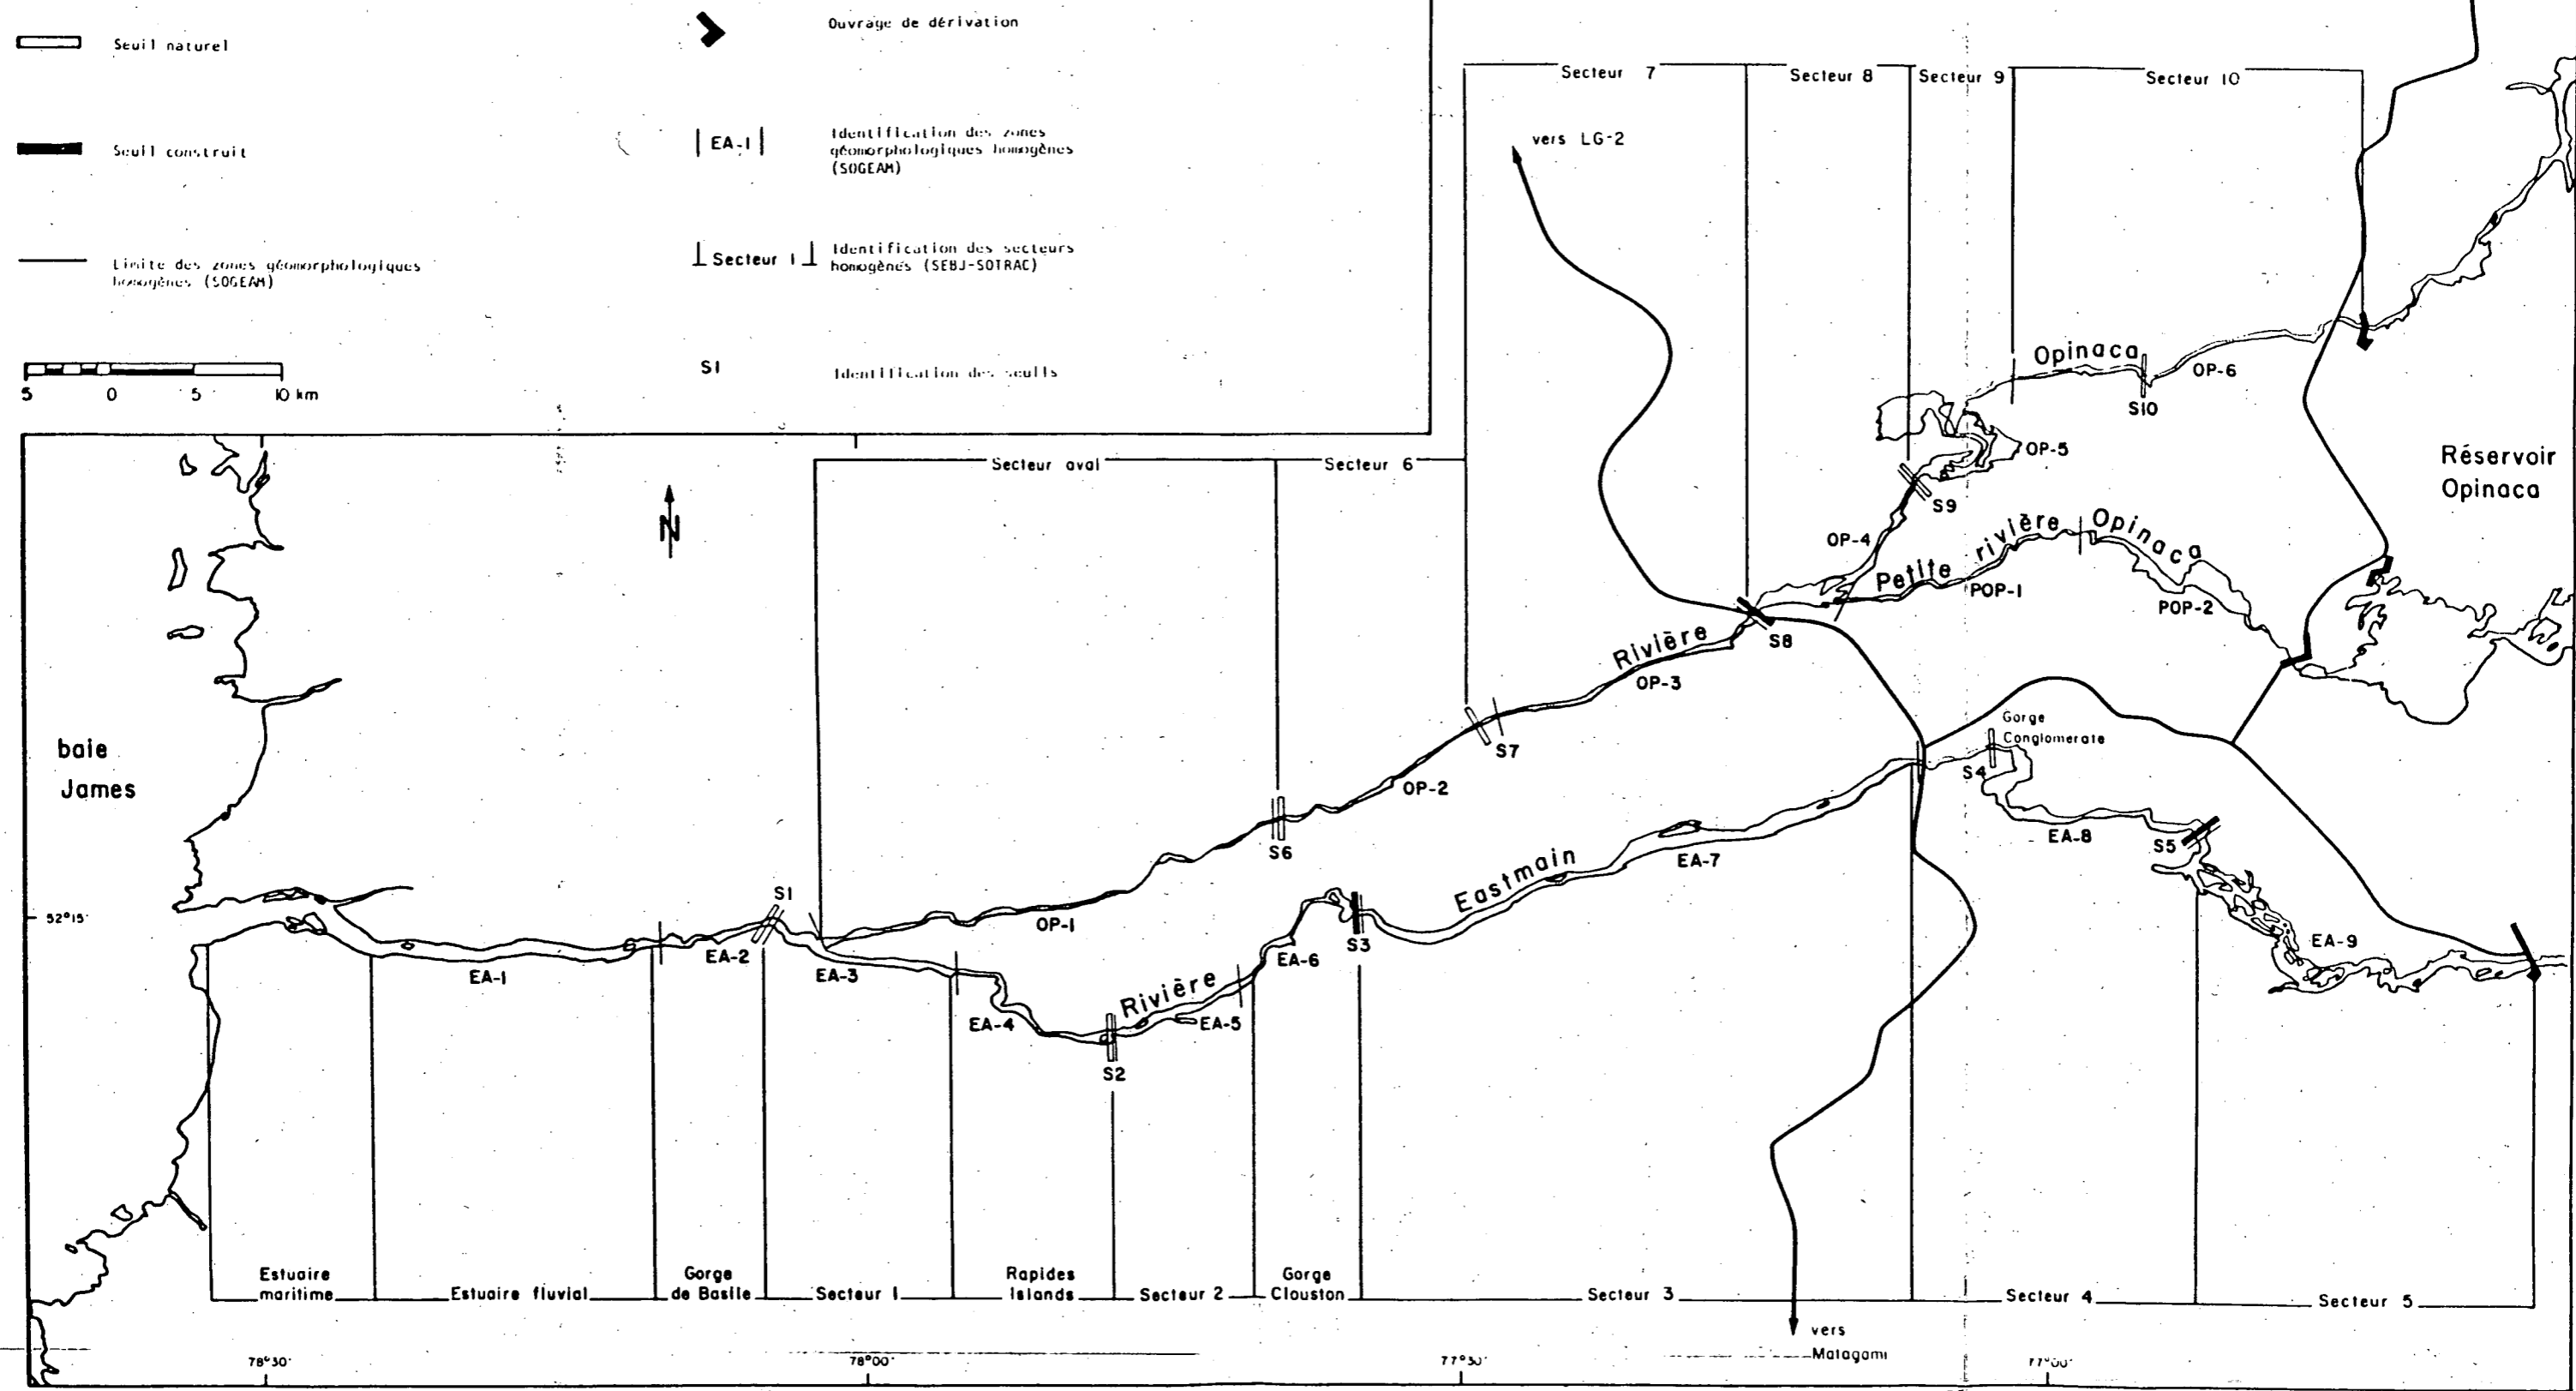 Seuil naturel
Seuil construit
Limite des zones géomorphologiques
homogènes (SOGEAM)
5 0 5 10 km
Ouvrage de dérivation
EA-1
Identification des zones
géomorphologiques homogènes
(SOGEAM)
Secteur 1
Identification des secteurs
homogènes (SEBJ-SOTRAC)
S1
Identification des seuils
Secteur 7
Secteur 8
Secteur 9
Secteur 10
vers LG-2
Opinaca
OP-6
S10
OP-5
S9
OP-4
Réservoir
Opinaca
Petite rivière Opinaca
POP-1
POP-2
S8
Secteur aval
Secteur 6
N
Rivière
OP-3
S7
OP-2
S6
OP-1
baie
James
52°15'
Gorge
Conglomerate
S4
EA-8
S5
EA-9
EA-7
Eastmain
S3
EA-6
Rivière
EA-5
S2
EA-4
EA-3
S1
EA-2
EA-1
Estuaire
maritime
Estuaire fluvial
Gorge
de Basile
Secteur 1
Rapides
Islands
Secteur 2
Gorge
Clouston
Secteur 3
Secteur 4
Secteur 5
vers
Matagami
78°30'
78°00'
77°30'
77°00'